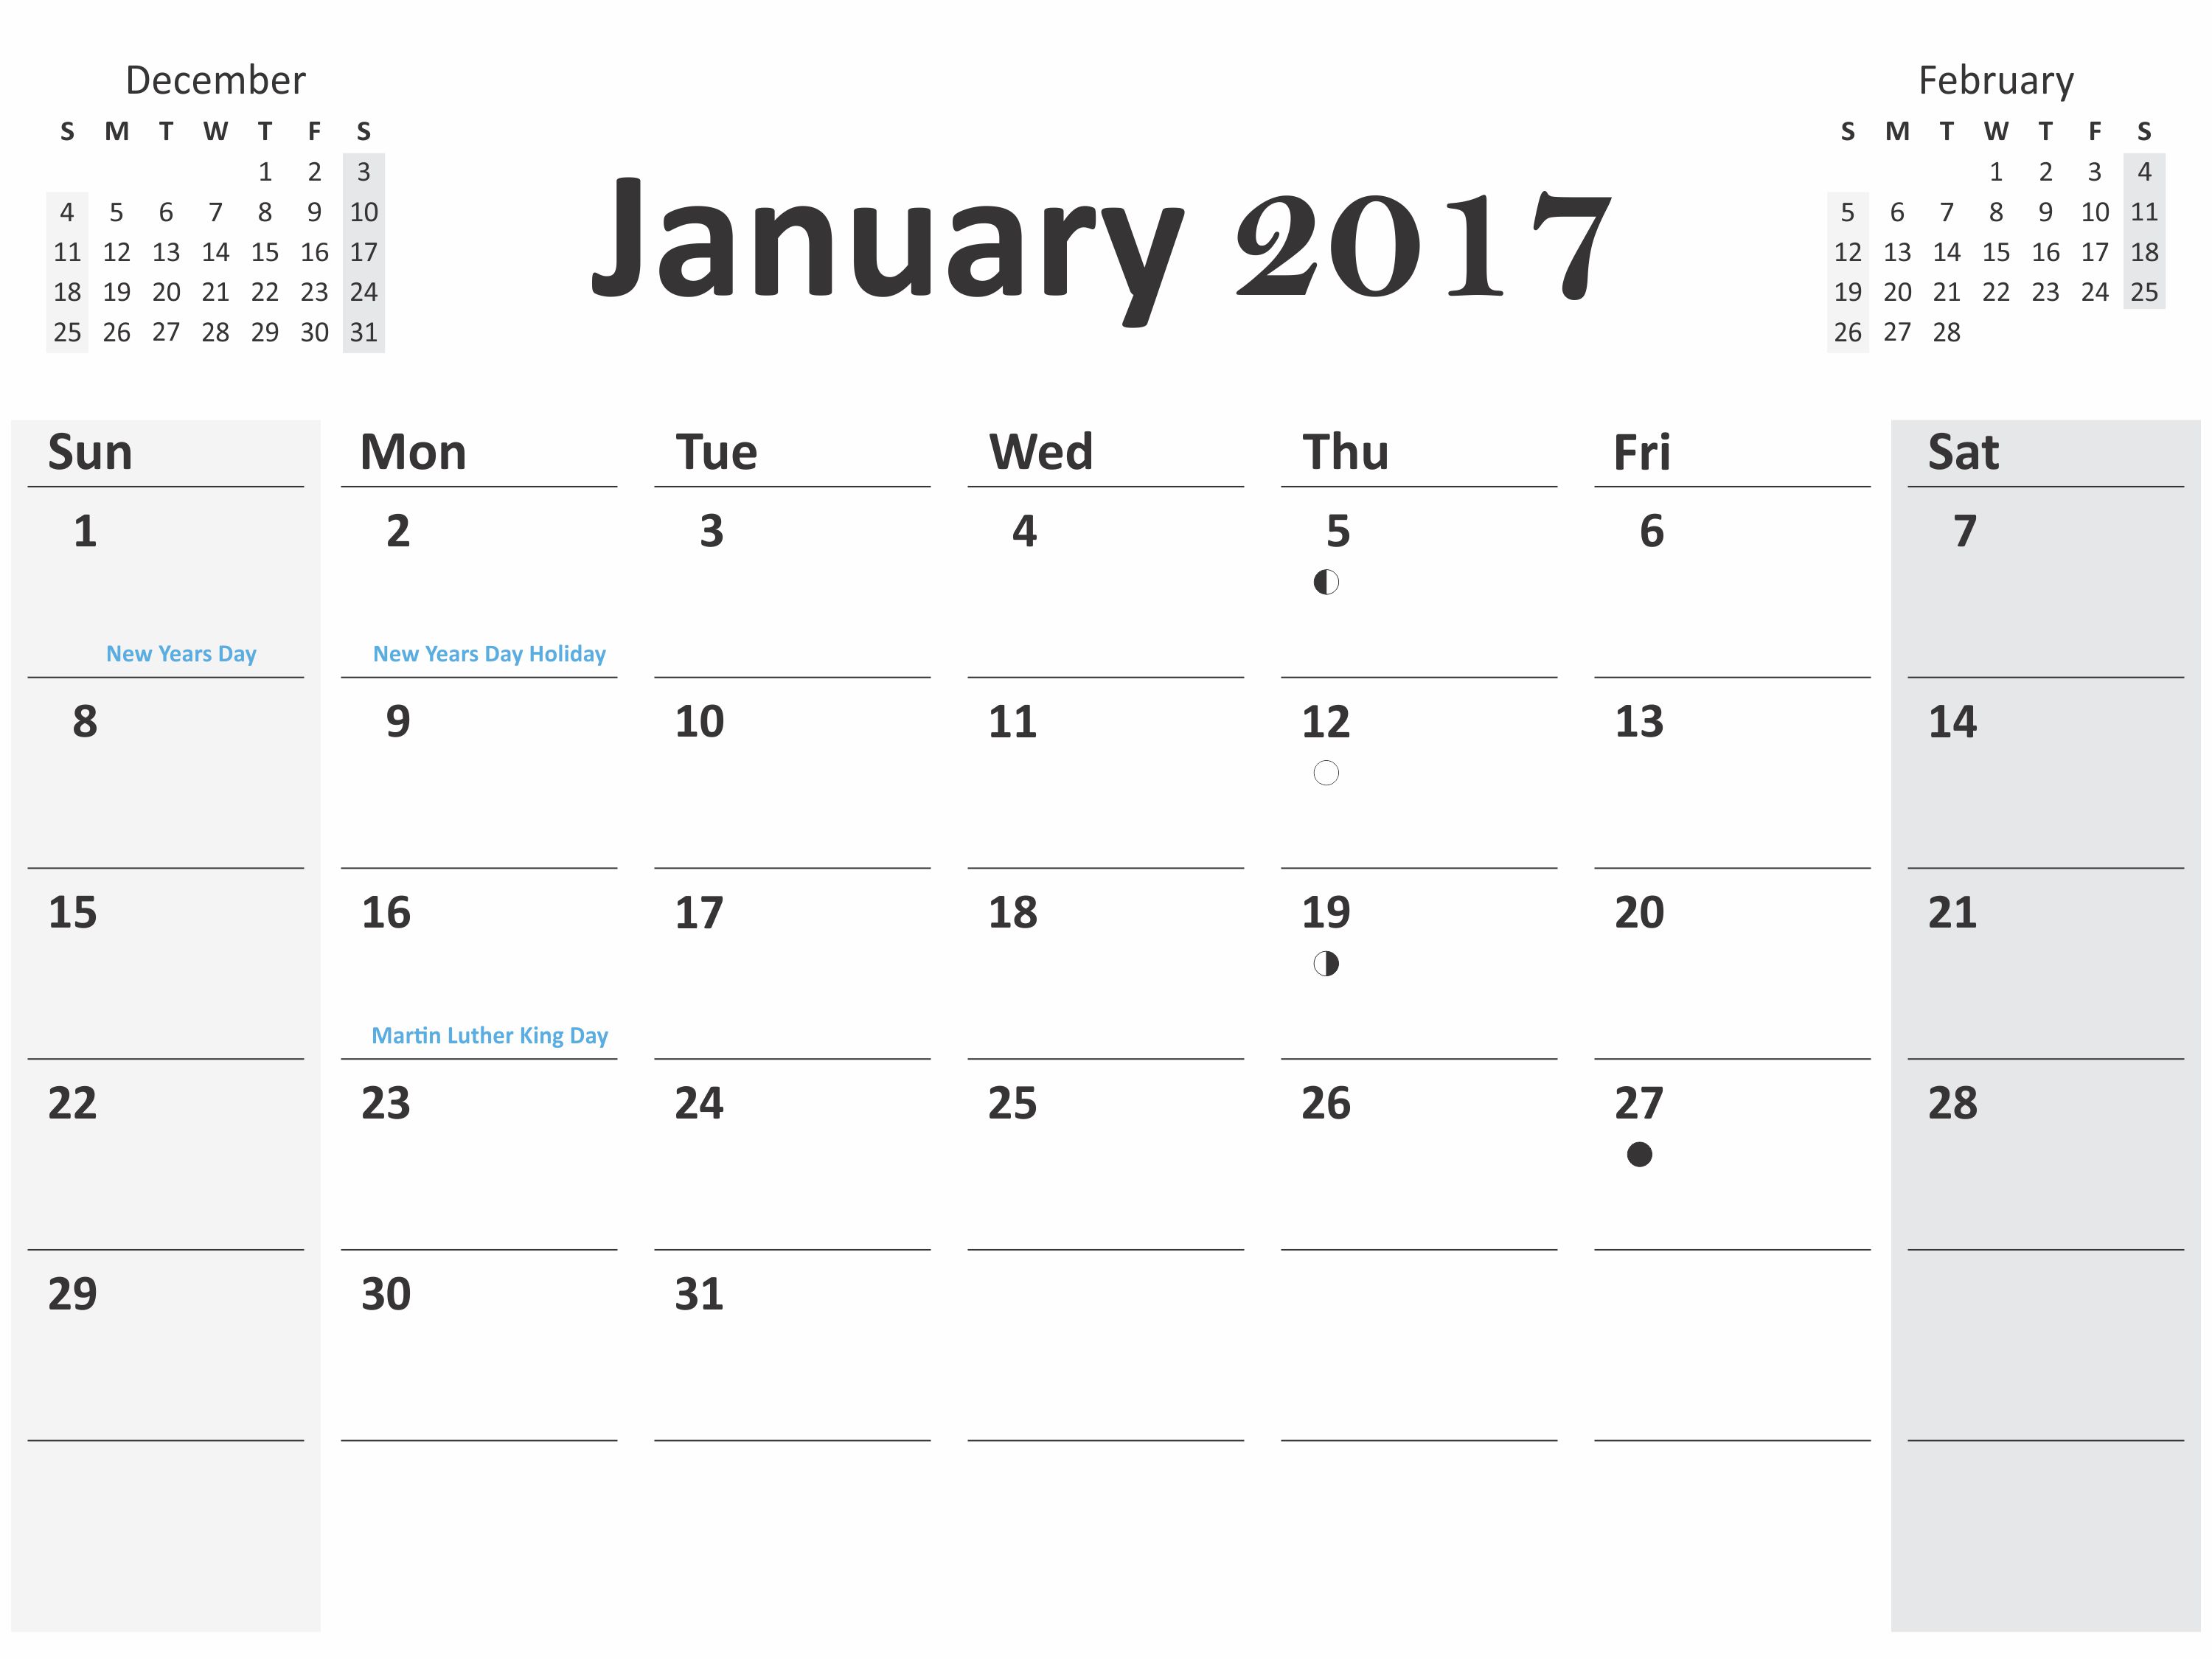 December
S M T W T F S
1 2 3
4 5 6 7 8 9 10
11 12 13 14 15 16 17
18 19 20 21 22 23 24
25 26 27 28 29 30 31
January 2017
February
S M T W T F S
1 2 3 4
5 6 7 8 9 10 11
12 13 14 15 16 17 18
19 20 21 22 23 24 25
26 27 28
Sun Mon Tue Wed Thu Fri Sat
1 2 3 4 5 6 7
New Years Day New Years Day Holiday
8 9 10 11 12 13 14
15 16 17 18 19 20 21
Martin Luther King Day
22 23 24 25 26 27 28
29 30 31